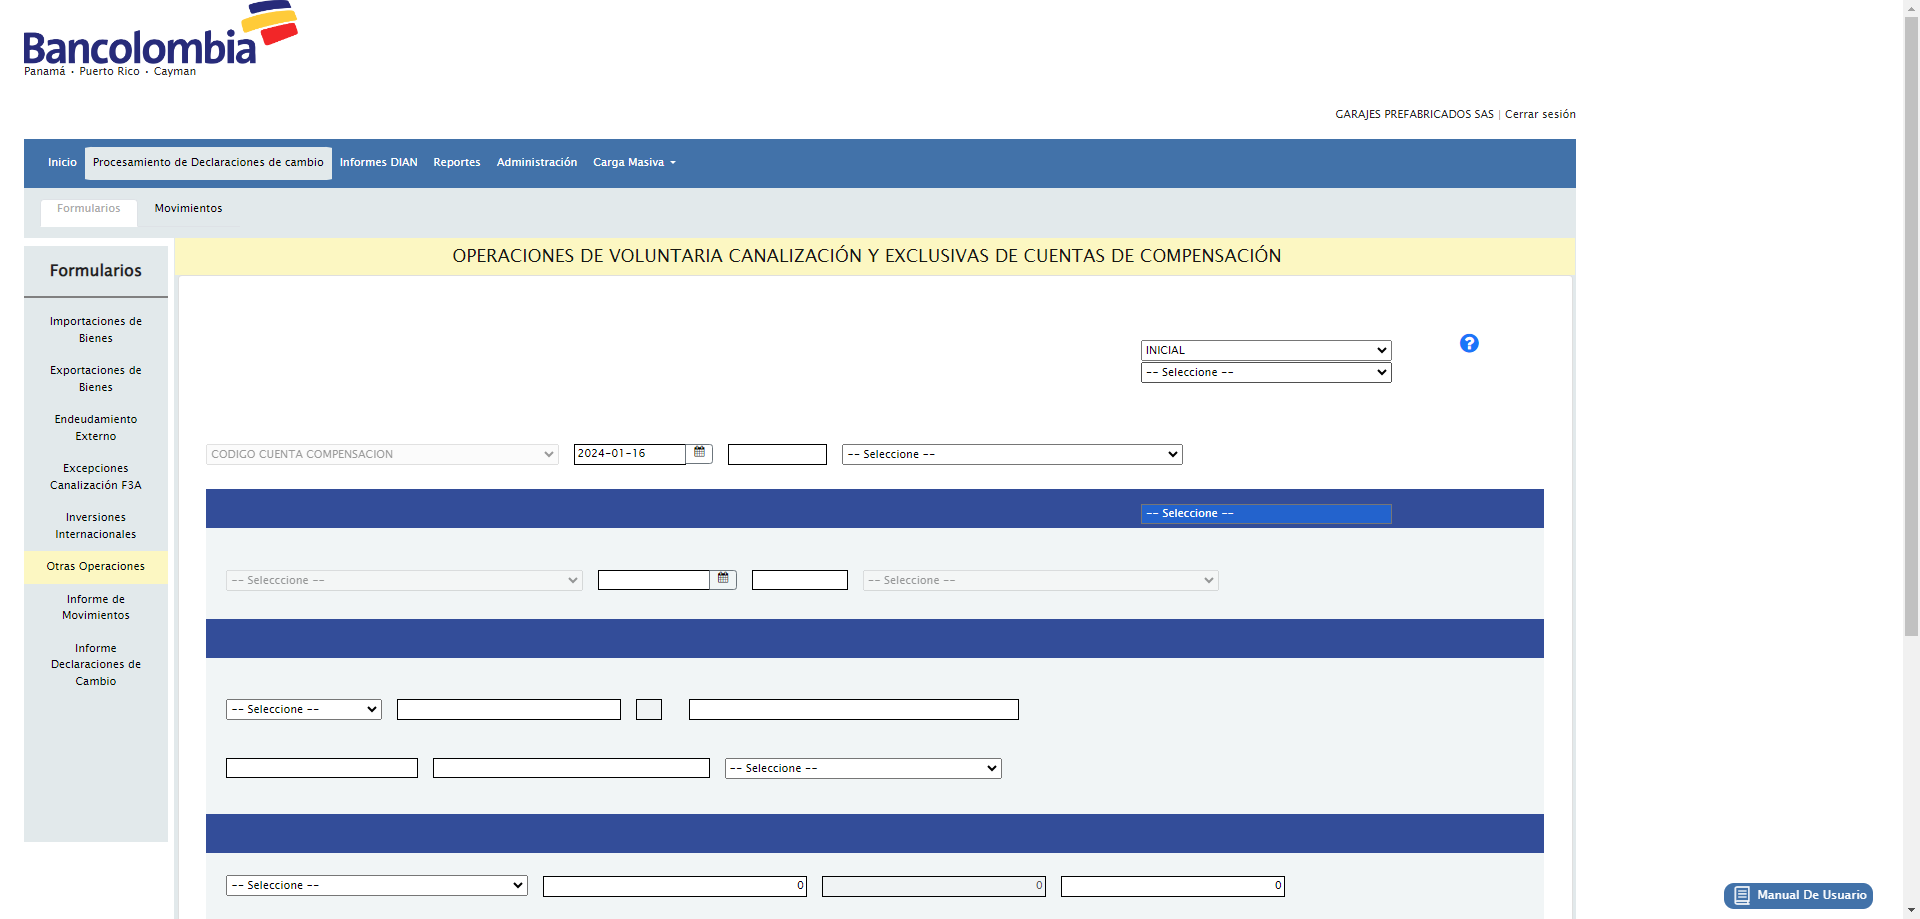 Bancolombia
Panamá • Puerto Rico • Cayman
GARAJES PREFABRICADOS SAS | Cerrar sesión
Inicio Procesamiento de Declaraciones de cambio Informes DIAN Reportes Administración Carga Masiva
Formularios Movimientos
Formularios
Importaciones de
Bienes
Exportaciones de
Bienes
Endeudamiento
Externo
Excepciones
Canalización F3A
Inversiones
Internacionales
Otras Operaciones
Informe de
Movimientos
Informe
Declaraciones de
Cambio
OPERACIONES DE VOLUNTARIA CANALIZACIÓN Y EXCLUSIVAS DE CUENTAS DE COMPENSACIÓN
INICIAL
?
-- Seleccione --
CODIGO CUENTA COMPENSACION 2024-01-16 -- Seleccione --
-- Seleccione --
-- Selecccione -- -- Seleccione --
-- Seleccione --
-- Seleccione --
-- Seleccione -- 0 0 0
Manual De Usuario